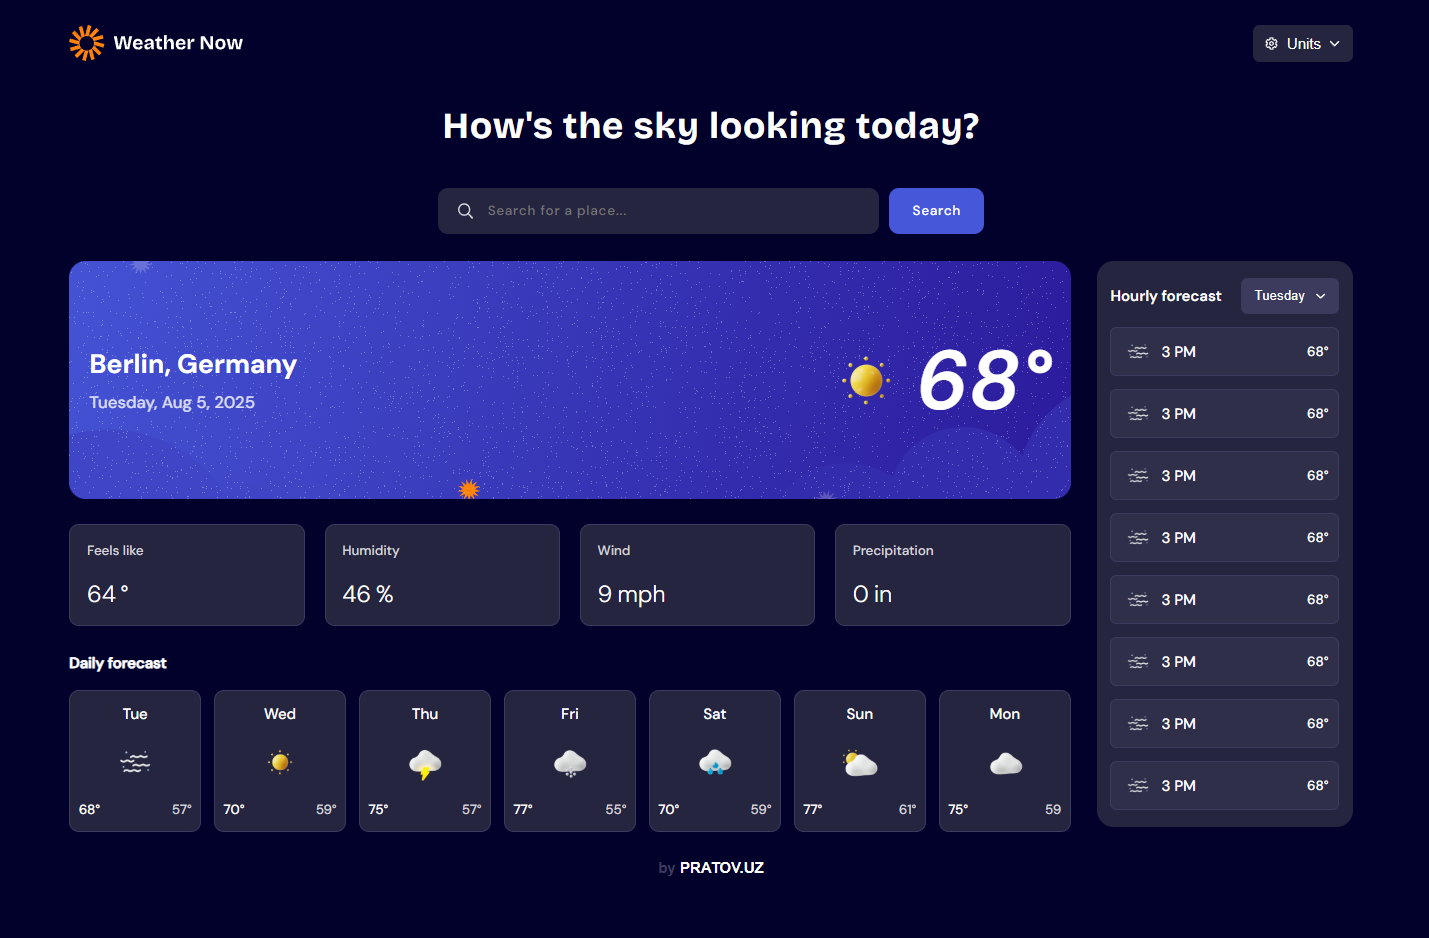 Weather Now
Units
How's the sky looking today?
Search for a place...
Search
Berlin, Germany
Tuesday, Aug 5, 2025
68°
Feels like
64 °
Humidity
46 %
Wind
9 mph
Precipitation
0 in
Daily forecast
Tue
68° 57°
Wed
70° 59°
Thu
75° 57°
Fri
77° 55°
Sat
70° 59°
Sun
77° 61°
Mon
75° 59
Hourly forecast
Tuesday
3 PM 68°
3 PM 68°
3 PM 68°
3 PM 68°
3 PM 68°
3 PM 68°
3 PM 68°
3 PM 68°
by PRATOV.UZ